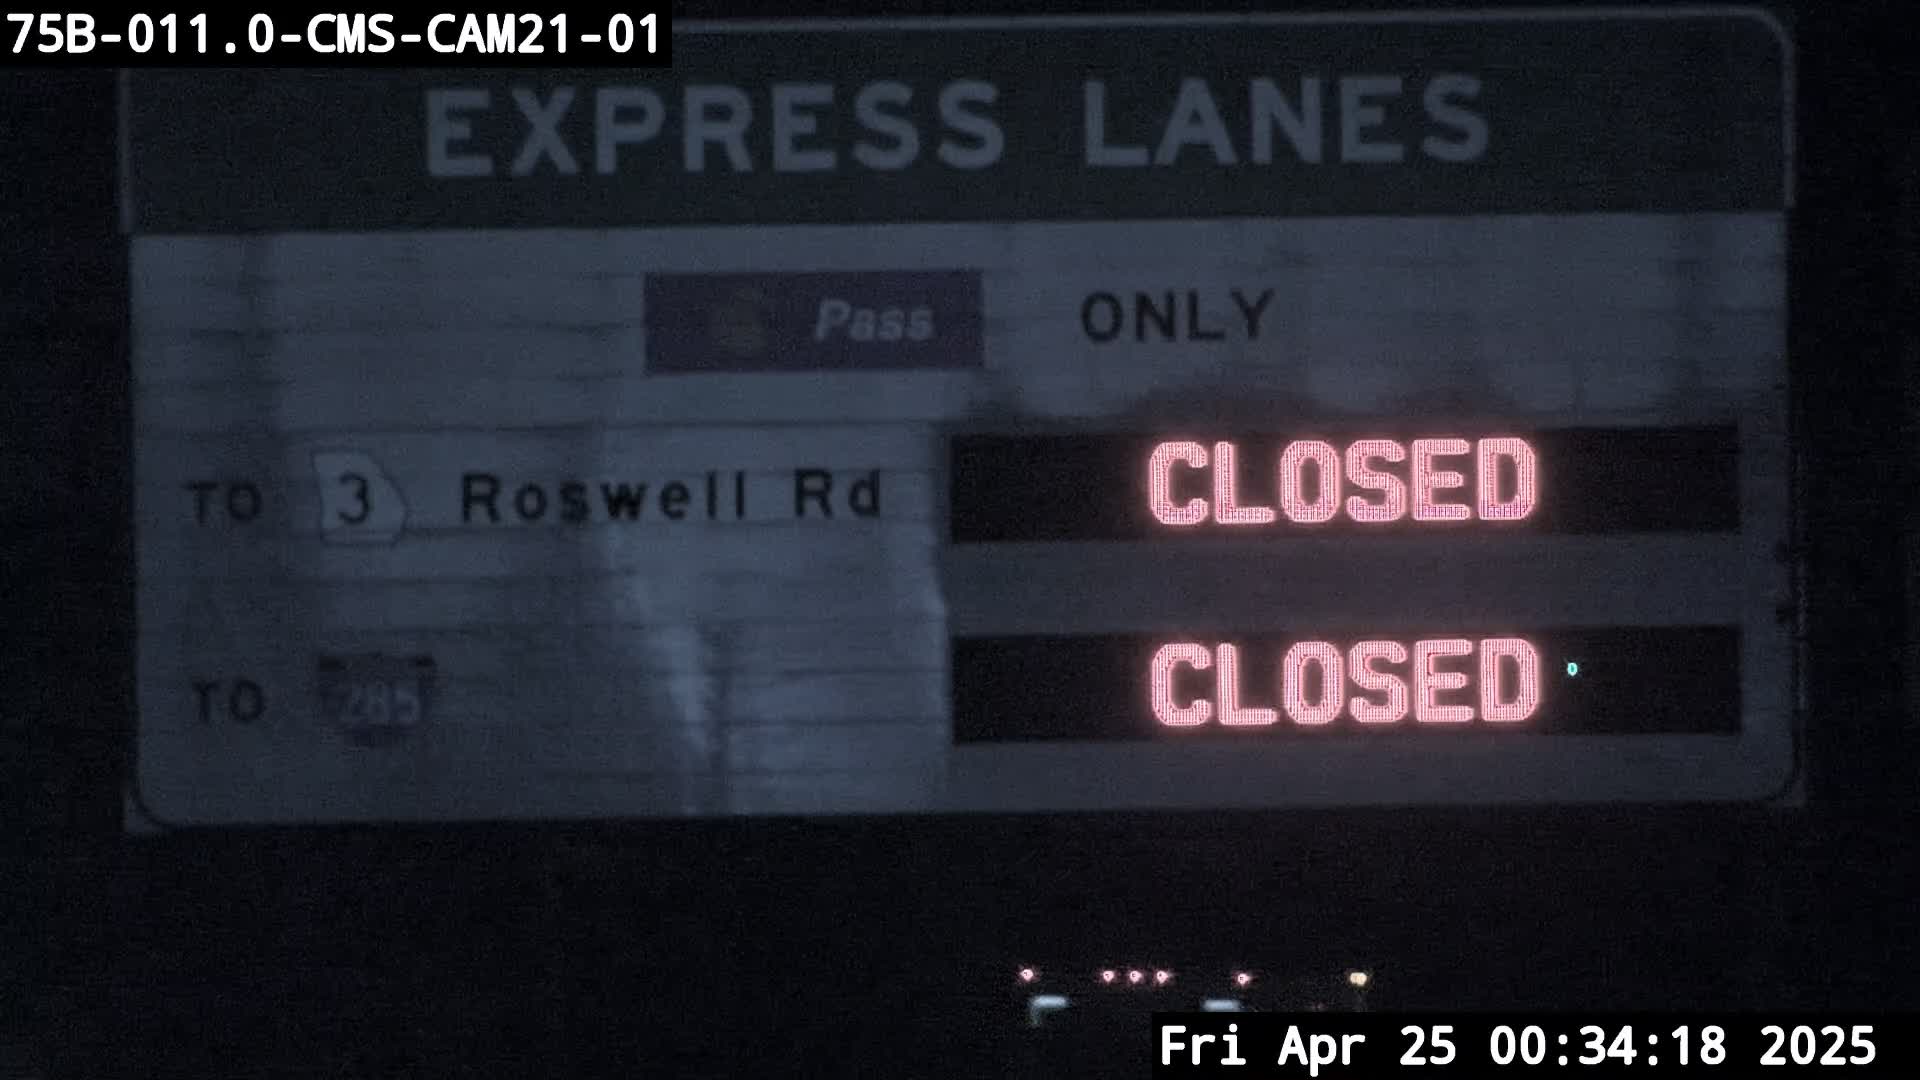 75B-011.0-CMS-CAM21-01
EXPRESS LANES
Pass ONLY
TO 3 Roswell Rd CLOSED
TO 285 CLOSED
Fri Apr 25 00:34:18 2025